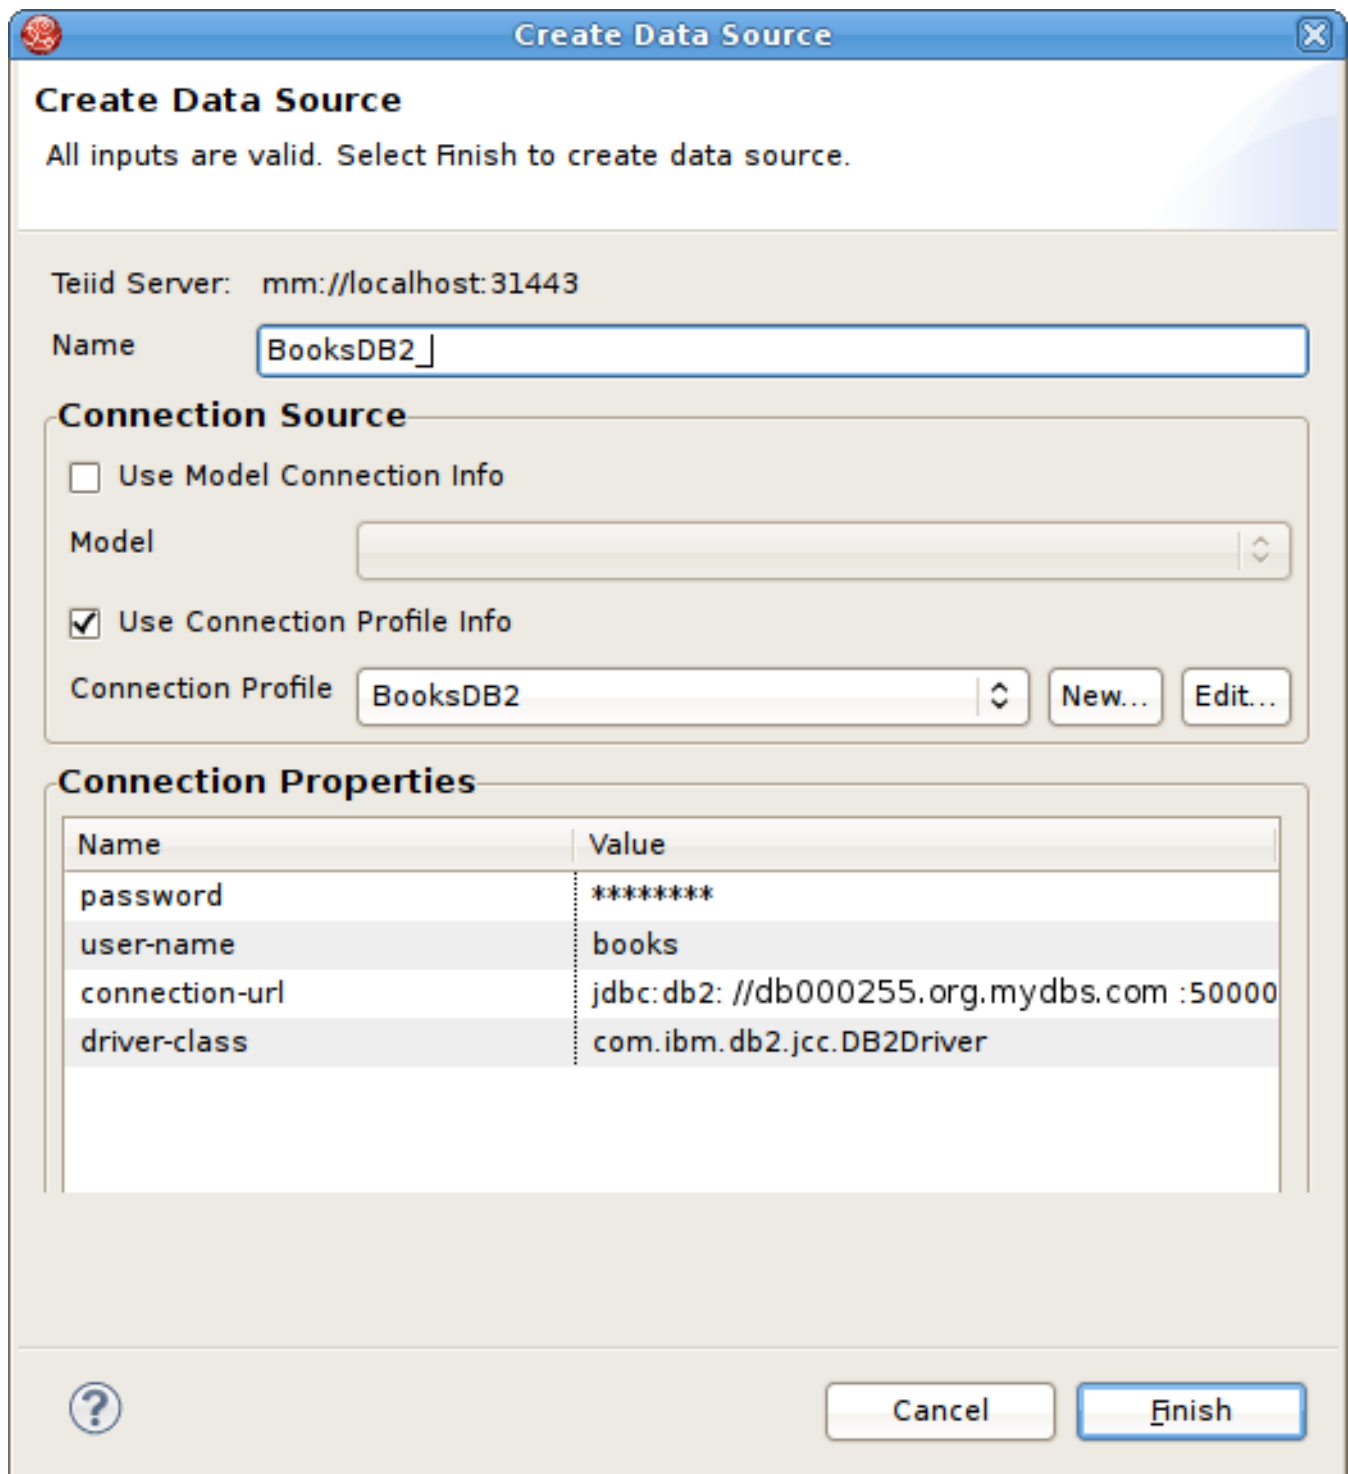 Create Data Source
Create Data Source
All inputs are valid. Select Finish to create data source.
Teiid Server: mm://localhost:31443
Name BooksDB2_
Connection Source
Use Model Connection Info
Model
Use Connection Profile Info
Connection Profile BooksDB2 New... Edit...
Connection Properties
Name Value
password ********
user-name books
connection-url jdbc:db2: //db000255.org.mydbs.com :50000
driver-class com.ibm.db2.jcc.DB2Driver
? Cancel Finish